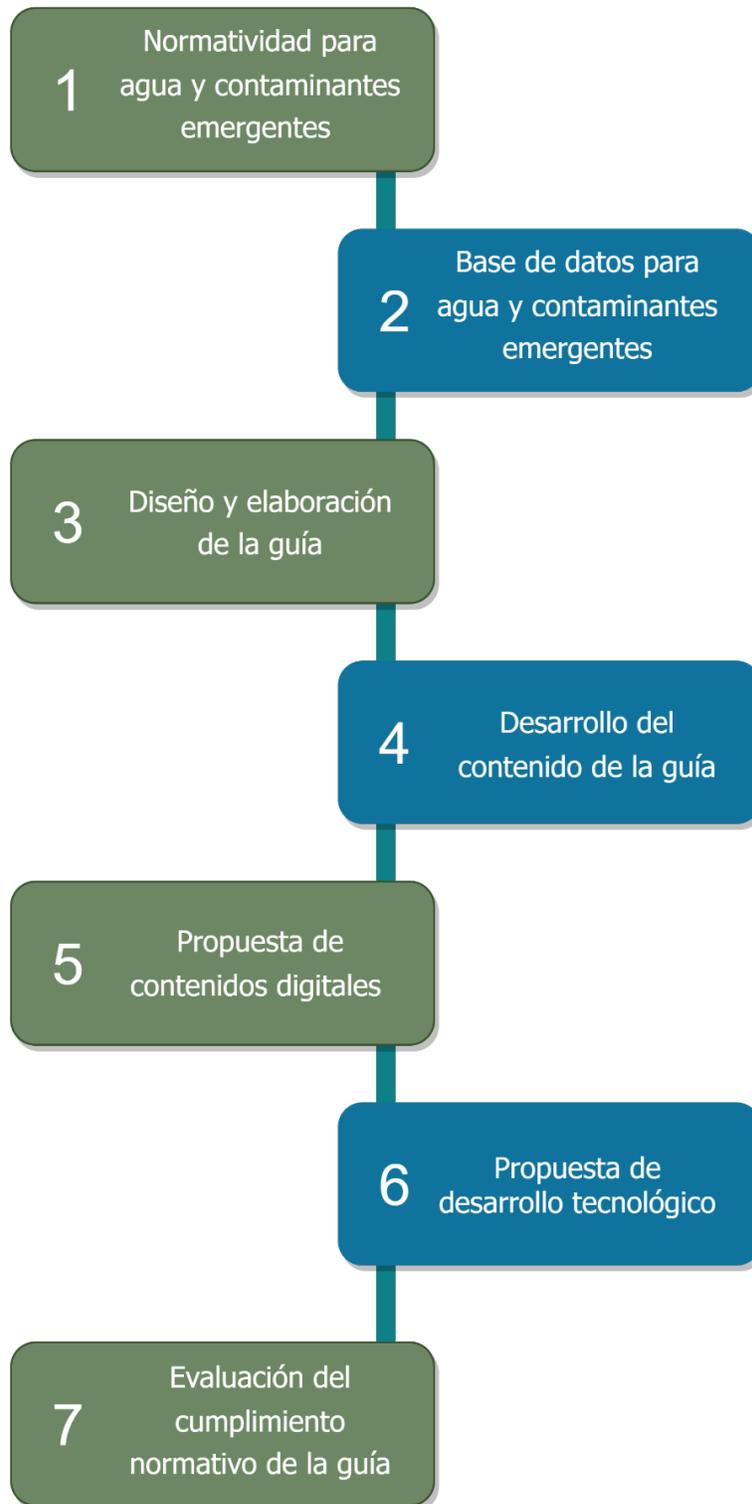 1
Normatividad para
agua y contaminantes
emergentes
2
Base de datos para
agua y contaminantes
emergentes
3
Diseño y elaboración
de la guía
4
Desarrollo del
contenido de la guía
5
Propuesta de
contenidos digitales
6
Propuesta de
desarrollo tecnológico
7
Evaluación del
cumplimiento
normativo de la guía